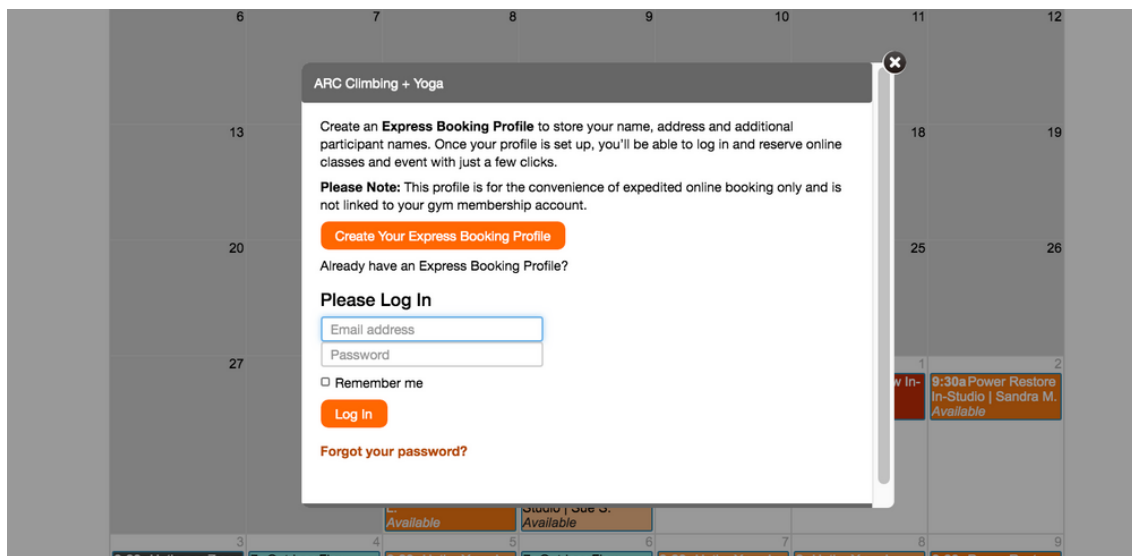 6 7 8 9 10 11 12
ARC Climbing + Yoga
13
Create an Express Booking Profile to store your name, address and additional
participant names. Once your profile is set up, you'll be able to log in and reserve online
classes and event with just a few clicks.
18 19
Please Note: This profile is for the convenience of expedited online booking only and is
not linked to your gym membership account.
Create Your Express Booking Profile
20 25 26
Already have an Express Booking Profile?
Please Log In
Email address
Password
27 1 2
Remember me
In-
9:30a Power Restore
In-Studio | Sandra M.
Available
Log In
Forgot your password?
Studio | Sue S.
Available
Available
3 4 5 6 7 8 9